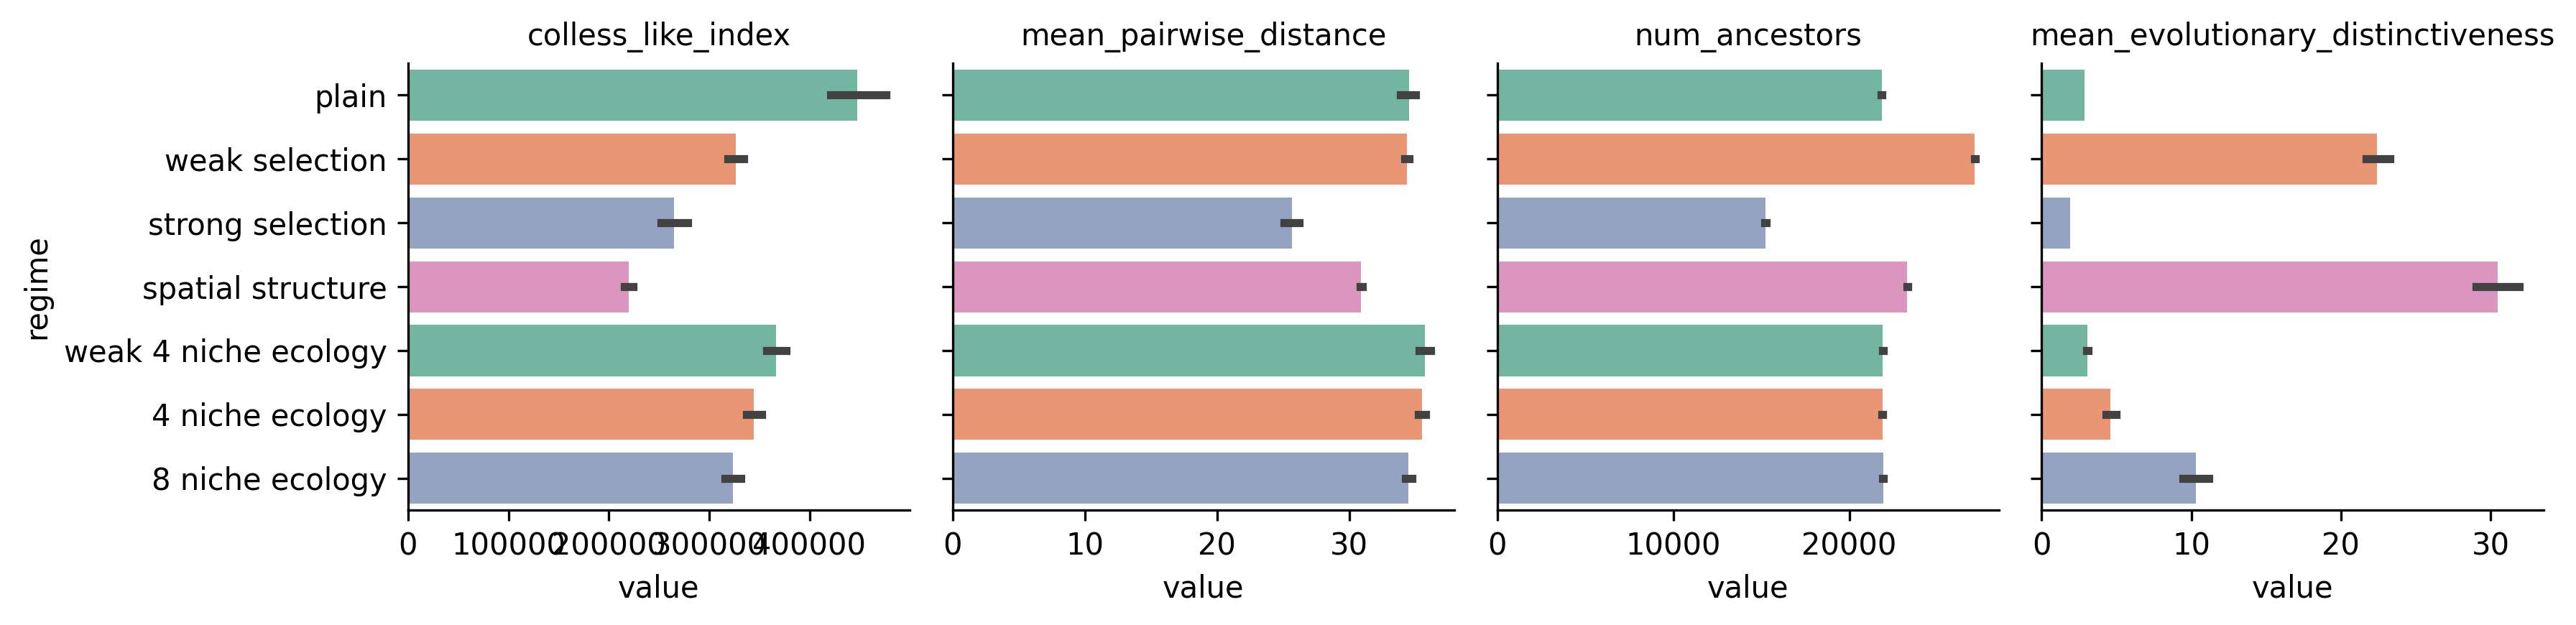 colless_like_index
mean_pairwise_distance
num_ancestors
mean_evolutionary_distinctiveness
regime
plain
weak selection
strong selection
spatial structure
weak 4 niche ecology
4 niche ecology
8 niche ecology
0 100000 200000 300000 400000
value
0 10 20 30
value
0 10000 20000
value
0 10 20 30
value